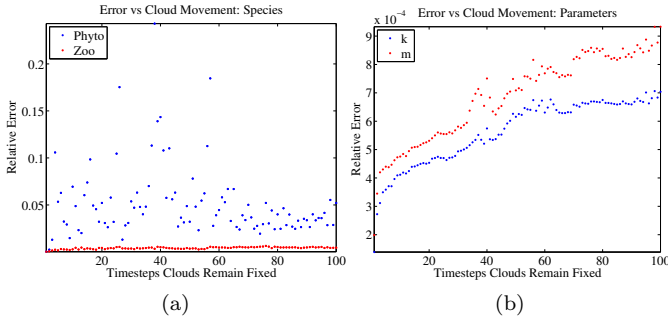 Error vs Cloud Movement: Species
Phyto
Zoo
0.2
0.15
0.1
0.05
0
20
40
60
80
100
Relative Error
Timesteps Clouds Remain Fixed
(a)
x 10⁻⁴
Error vs Cloud Movement: Parameters
k
m
9
8
7
6
5
4
3
2
0
20
40
60
80
100
Relative Error
Timesteps Clouds Remain Fixed
(b)